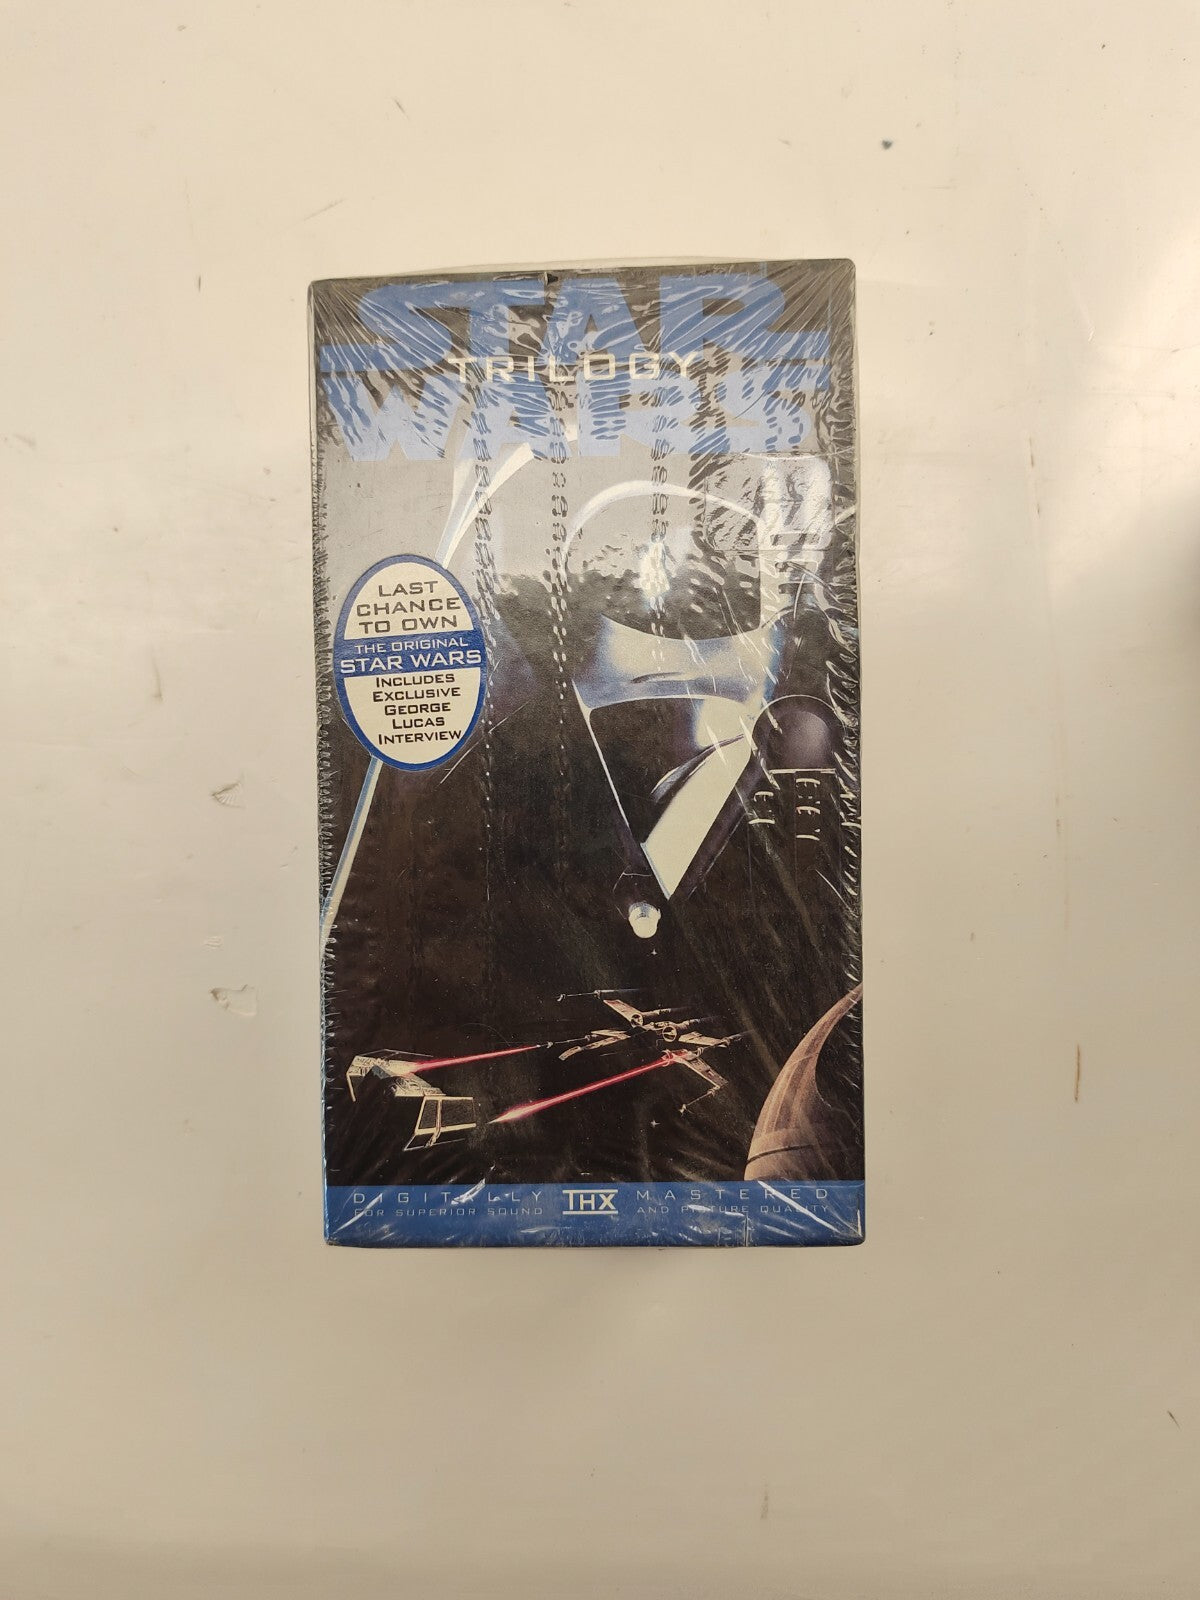 STAR
TRILOGY
WARS
LAST
CHANCE
TO OWN
THE ORIGINAL
STAR WARS
INCLUDES
EXCLUSIVE
GEORGE
LUCAS
INTERVIEW
DIGITALLY THX MASTERED
FOR SUPERIOR SOUND AND PICTURE QUALITY